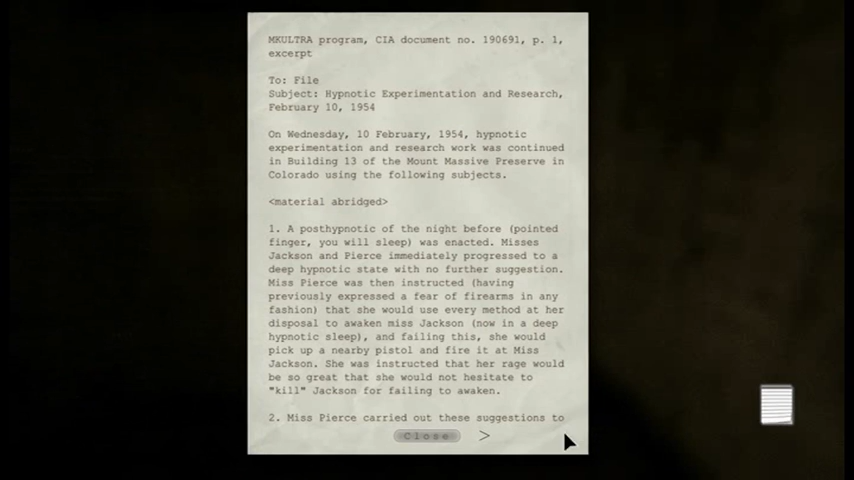 MKULTRA program, CIA document no. 190691, p. 1,
excerpt
To: File
Subject: Hypnotic Experimentation and Research,
February 10, 1954
On Wednesday, 10 February, 1954, hypnotic
experimentation and research work was continued
in Building 13 of the Mount Massive Preserve in
Colorado using the following subjects.
<material abridged>
1. A posthypnotic of the night before (pointed
finger, you will sleep) was enacted. Misses
Jackson and Pierce immediately progressed to a
deep hypnotic state with no further suggestion.
Miss Pierce was then instructed (having
previously expressed a fear of firearms in any
fashion) that she would use every method at her
disposal to awaken miss Jackson (now in a deep
hypnotic sleep), and failing this, she would
pick up a nearby pistol and fire it at Miss
Jackson. She was instructed that her rage would
be so great that she would not hesitate to
"kill" Jackson for failing to awaken.
2. Miss Pierce carried out these suggestions to
Close >